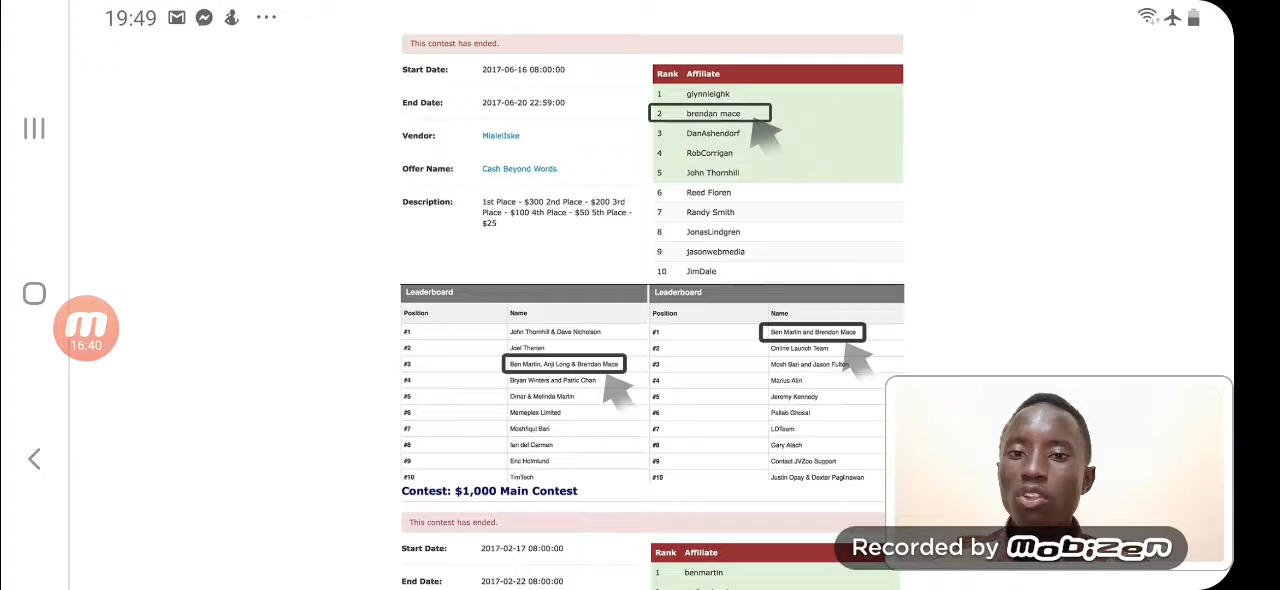 19:49
This contest has ended.
Start Date: 2017-06-16 08:00:00
End Date: 2017-06-20 22:59:00
Vendor: MialeiIske
Offer Name: Cash Beyond Words
Description: 1st Place - $300 2nd Place - $200 3rd
Place - $100 4th Place - $50 5th Place -
$25
Rank Affiliate
1 glynnleighk
2 brendan mace
3 DanAshendorf
4 RobCorrigan
5 John Thornhill
6 Reed Floren
7 Randy Smith
8 JonasLindgren
9 jasonwebmedia
10 JimDale
Leaderboard
Position Name
#1 John Thornhill & Dave Nicholson
#2 Joel Therien
#3 Ben Martin, Anji Long & Brendan Mace
#4 Bryan Winters and Patric Chan
#5 Omar & Melinda Martin
#6 Memeplex Limited
#7 Moshfiqul Bari
#8 Ian del Carmen
#9 Eric Holmlund
#10 TimTech
Leaderboard
Position Name
#1 Ben Martin and Brendon Mace
#2 Online Launch Team
#3 Mosh Bari and Jason Fulton
#4 Marius Alin
#5 Jeremy Kennedy
#6 Pallab Ghosal
#7 LDTeam
#8 Gary Alach
#9 Contact JVZoo Support
#10 Justin Opay & Dexter Paglinawan
Contest: $1,000 Main Contest
This contest has ended.
Start Date: 2017-02-17 08:00:00
End Date: 2017-02-22 08:00:00
Rank Affiliate
1 benmartin
16:40
Recorded by mobizen